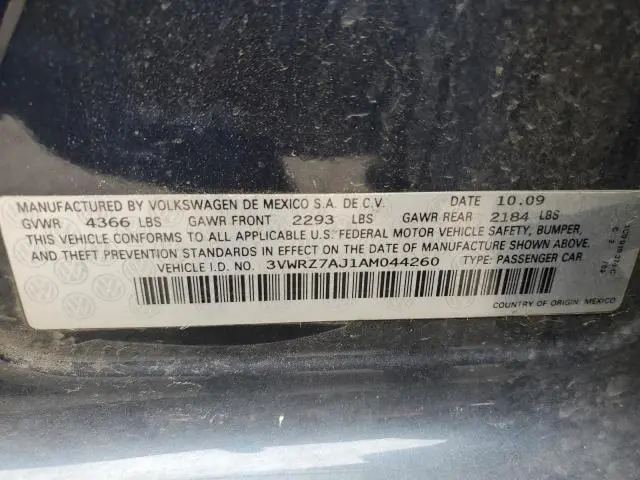 MANUFACTURED BY VOLKSWAGEN DE MEXICO S.A. DE C.V. DATE 10.09
GVWR 4366 LBS GAWR FRONT 2293 LBS GAWR REAR 2184 LBS
THIS VEHICLE CONFORMS TO ALL APPLICABLE U.S. FEDERAL MOTOR VEHICLE SAFETY, BUMPER,
AND THEFT PREVENTION STANDARDS IN EFFECT ON THE DATE OF MANUFACTURE SHOWN ABOVE.
VEHICLE I.D. NO. 3VWRZ7AJ1AM044260 TYPE: PASSENGER CAR
COUNTRY OF ORIGIN: MEXICO